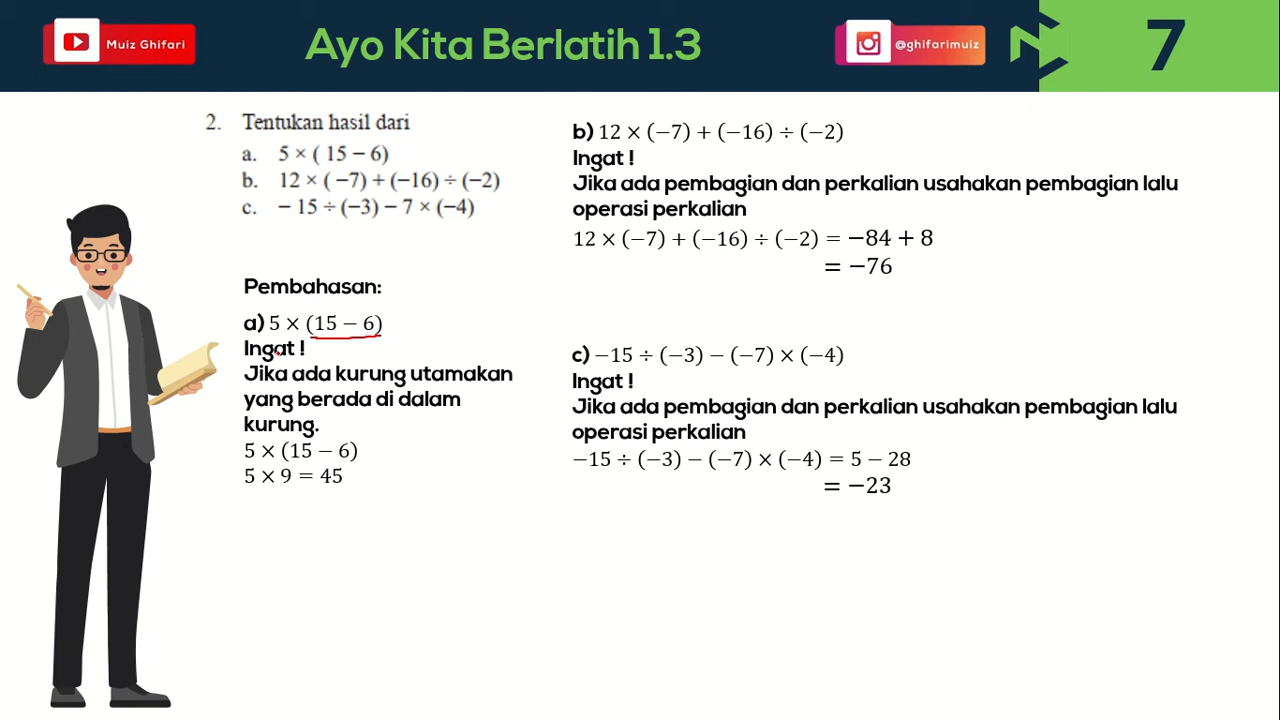 Muiz Ghifari
Ayo Kita Berlatih 1.3
@ghifarimuiz
7
2. Tentukan hasil dari
a. 5 × ( 15 − 6)
b. 12 × ( −7) + (−16) ÷ (−2)
c. − 15 ÷ (−3) − 7 × (−4)
Pembahasan:
a) 5 × (15 − 6)
Ingat !
Jika ada kurung utamakan
yang berada di dalam
kurung.
5 × (15 − 6)
5 × 9 = 45
b) 12 × (−7) + (−16) ÷ (−2)
Ingat !
Jika ada pembagian dan perkalian usahakan pembagian lalu
operasi perkalian
12 × (−7) + (−16) ÷ (−2) = −84 + 8
= −76
c) −15 ÷ (−3) − (−7) × (−4)
Ingat !
Jika ada pembagian dan perkalian usahakan pembagian lalu
operasi perkalian
−15 ÷ (−3) − (−7) × (−4) = 5 − 28
= −23